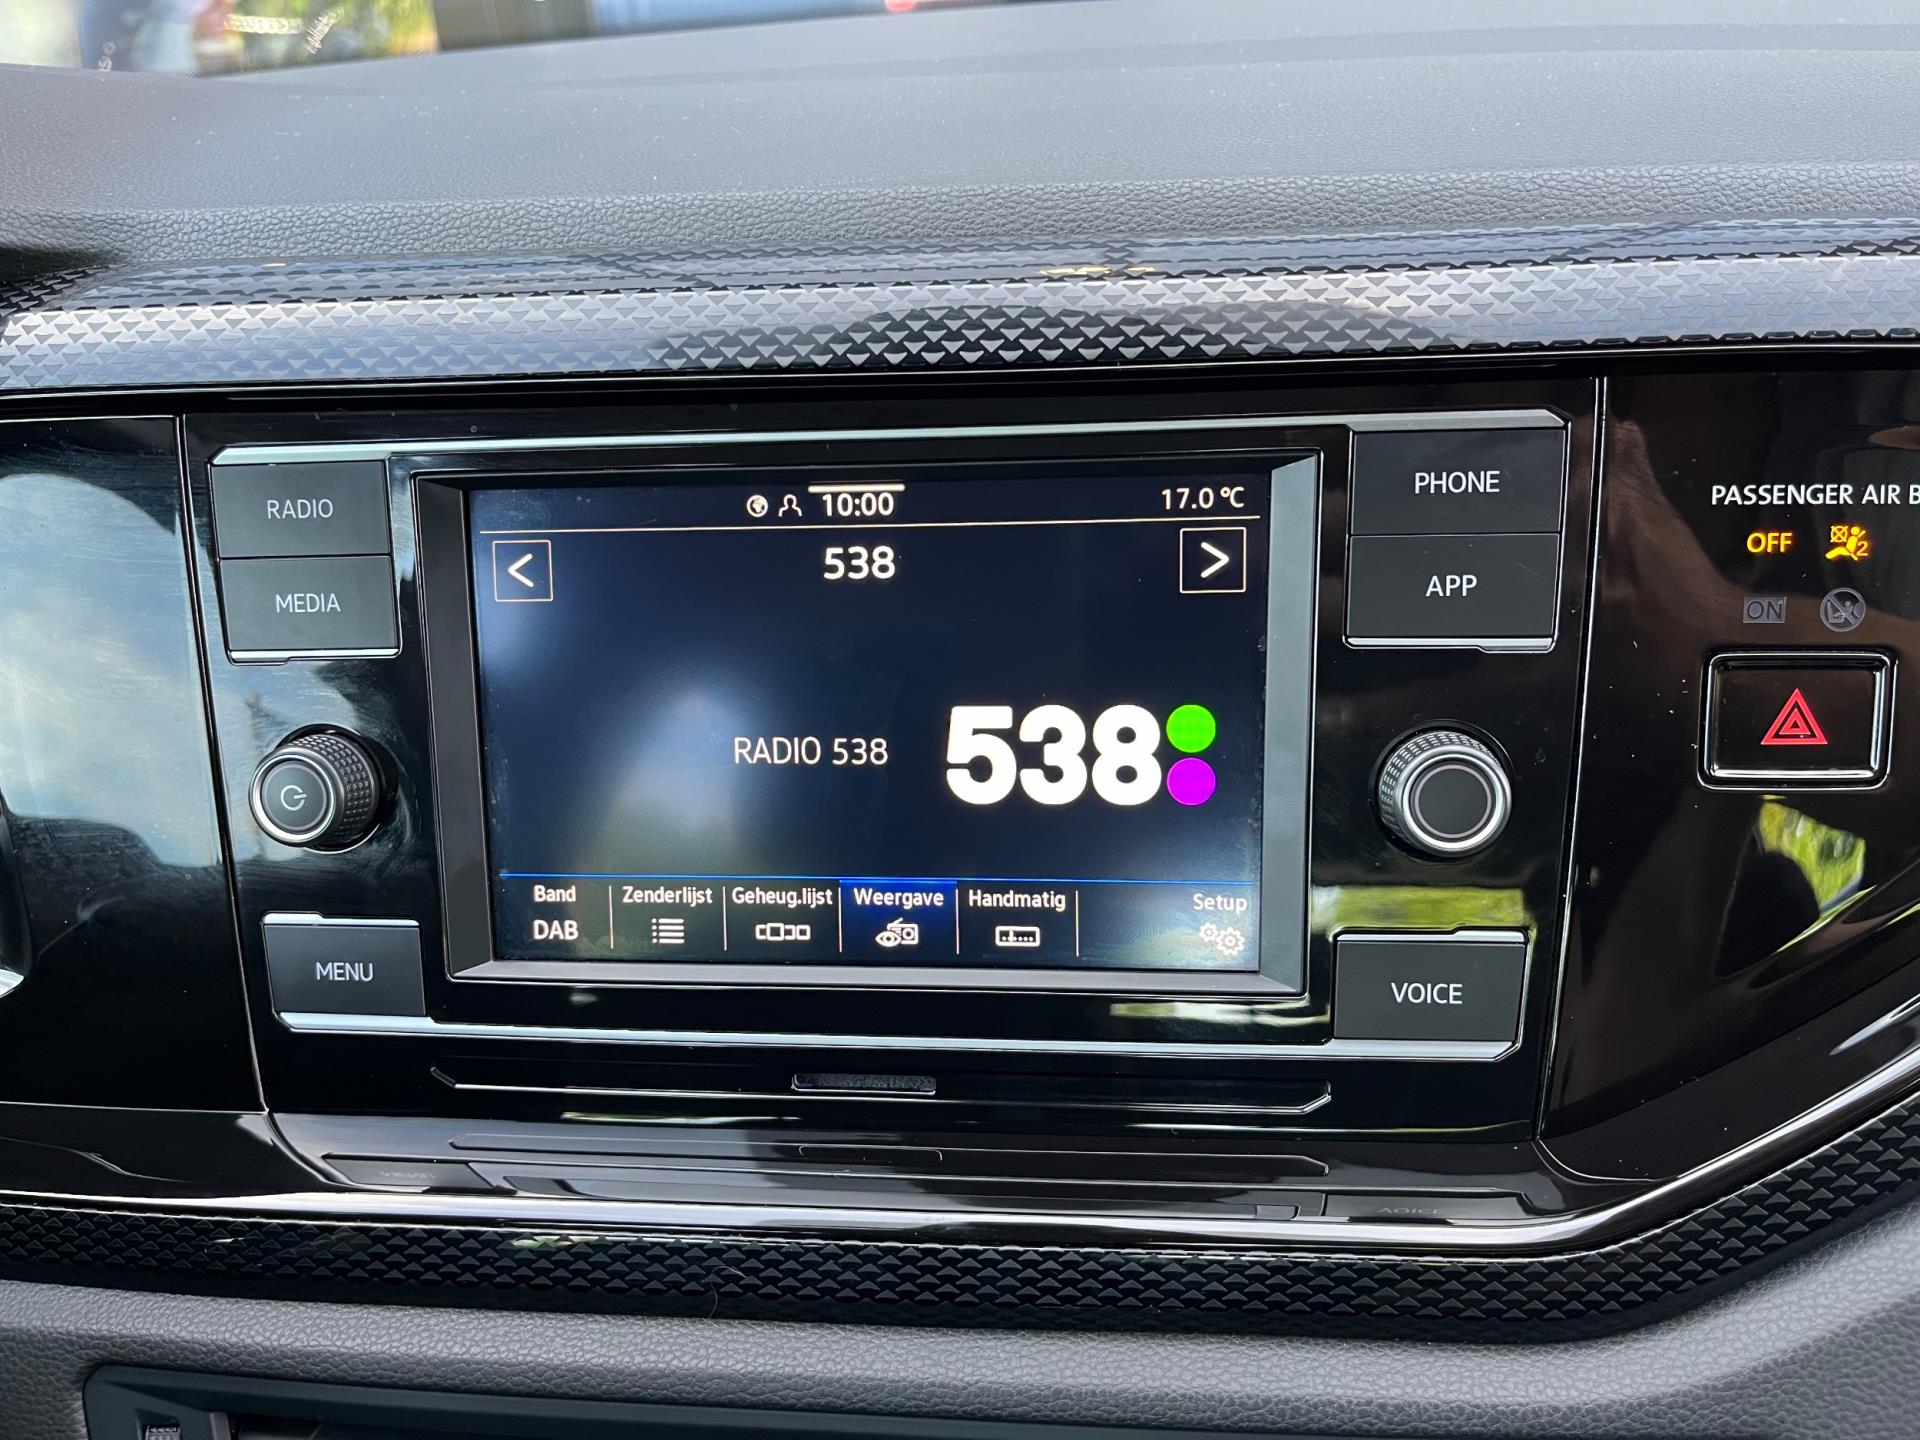 RADIO
MEDIA
MENU
10:00
17.0 °C
<
538
>
RADIO 538
538
Band
DAB
Zenderlijst
Geheug.lijst
Weergave
Handmatig
Setup
PHONE
APP
VOICE
PASSENGER AIR B
OFF
2
ON